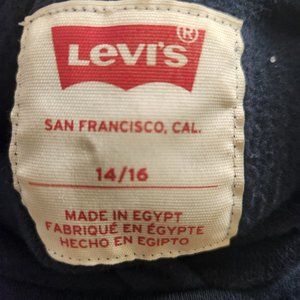 LEVI'S®
SAN FRANCISCO, CAL.
14/16
MADE IN EGYPT
FABRIQUÉ EN ÉGYPTE
HECHO EN EGIPTO